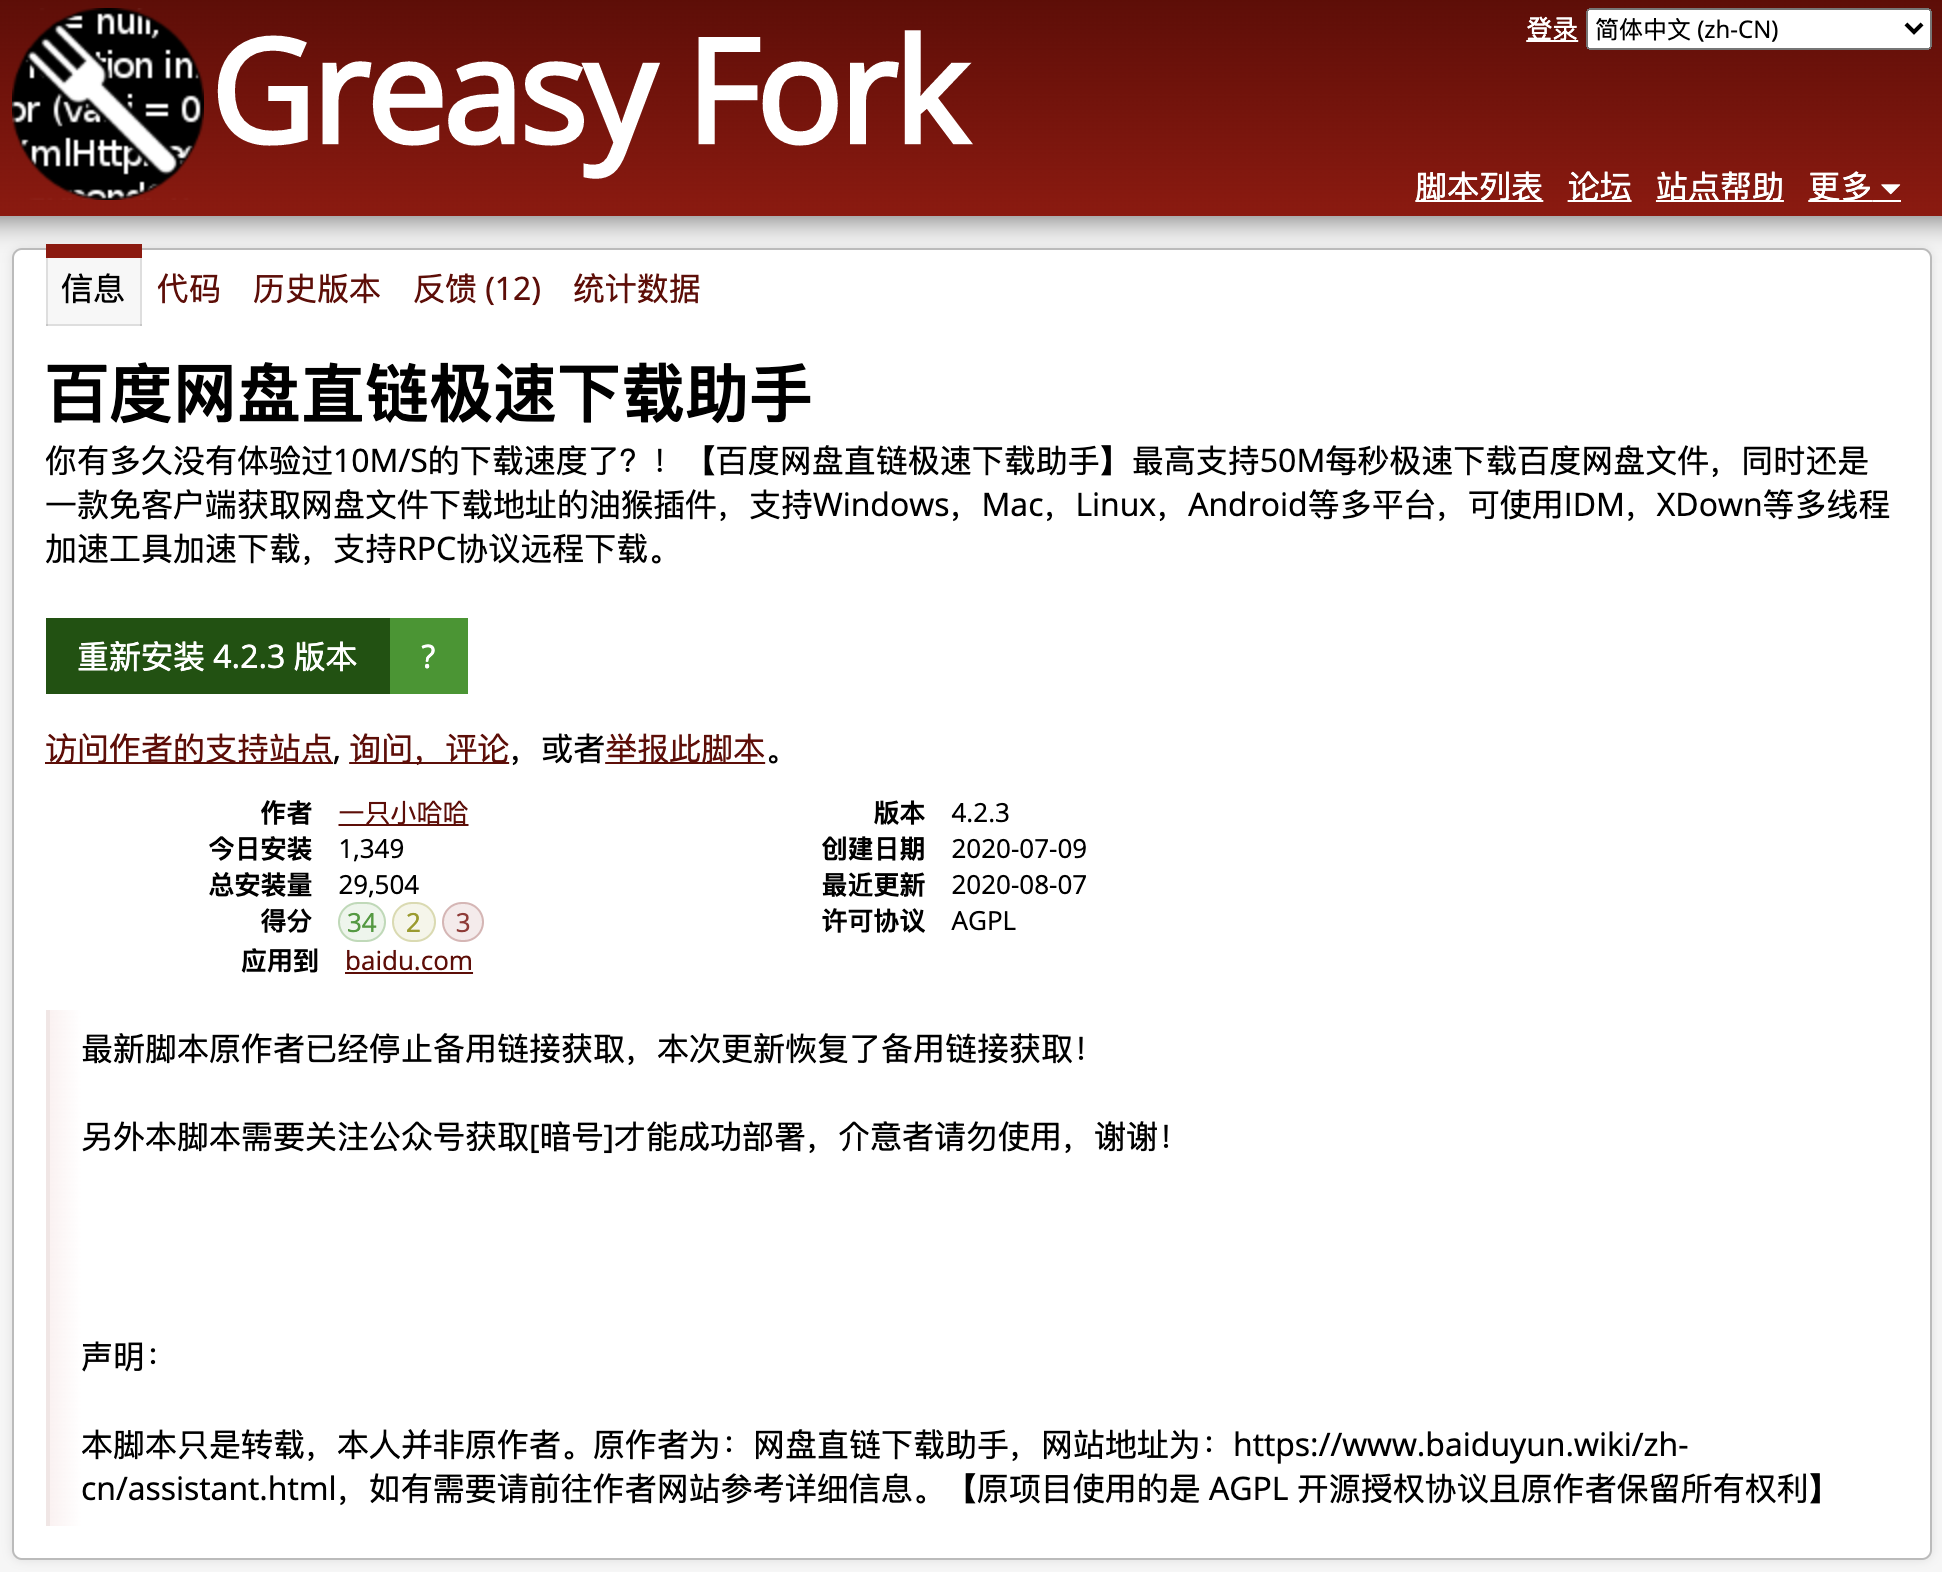 = null,
tion in
or (va i = 0
mlHttp
Greasy Fork
登录 简体中文 (zh-CN)
脚本列表 论坛 站点帮助 更多
信息 代码 历史版本 反馈 (12) 统计数据
百度网盘直链极速下载助手
你有多久没有体验过10M/S的下载速度了？！【百度网盘直链极速下载助手】最高支持50M每秒极速下载百度网盘文件，同时还是
一款免客户端获取网盘文件下载地址的油猴插件，支持Windows，Mac，Linux，Android等多平台，可使用IDM，XDown等多线程
加速工具加速下载，支持RPC协议远程下载。
重新安装 4.2.3 版本 ?
访问作者的支持站点, 询问，评论，或者举报此脚本。
作者 一只小哈哈 版本 4.2.3
今日安装 1,349 创建日期 2020-07-09
总安装量 29,504 最近更新 2020-08-07
得分 34 2 3 许可协议 AGPL
应用到 baidu.com
最新脚本原作者已经停止备用链接获取，本次更新恢复了备用链接获取！
另外本脚本需要关注公众号获取[暗号]才能成功部署，介意者请勿使用，谢谢！
声明：
本脚本只是转载，本人并非原作者。原作者为：网盘直链下载助手，网站地址为：https://www.baiduyun.wiki/zh-
cn/assistant.html，如有需要请前往作者网站参考详细信息。【原项目使用的是 AGPL 开源授权协议且原作者保留所有权利】